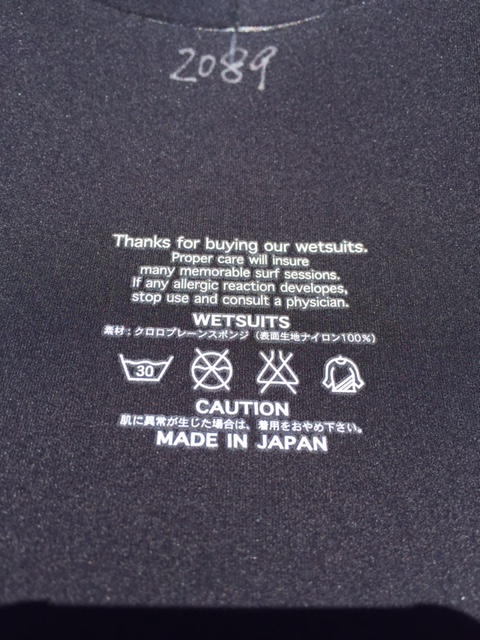 2089
Thanks for buying our wetsuits.
Proper care will insure
many memorable surf sessions.
If any allergic reaction developes,
stop use and consult a physician.
WETSUITS
素材：クロロプレーンスポンジ（表面生地ナイロン100%）
30
CAUTION
肌に異常が生じた場合は、着用をおやめ下さい。
MADE IN JAPAN